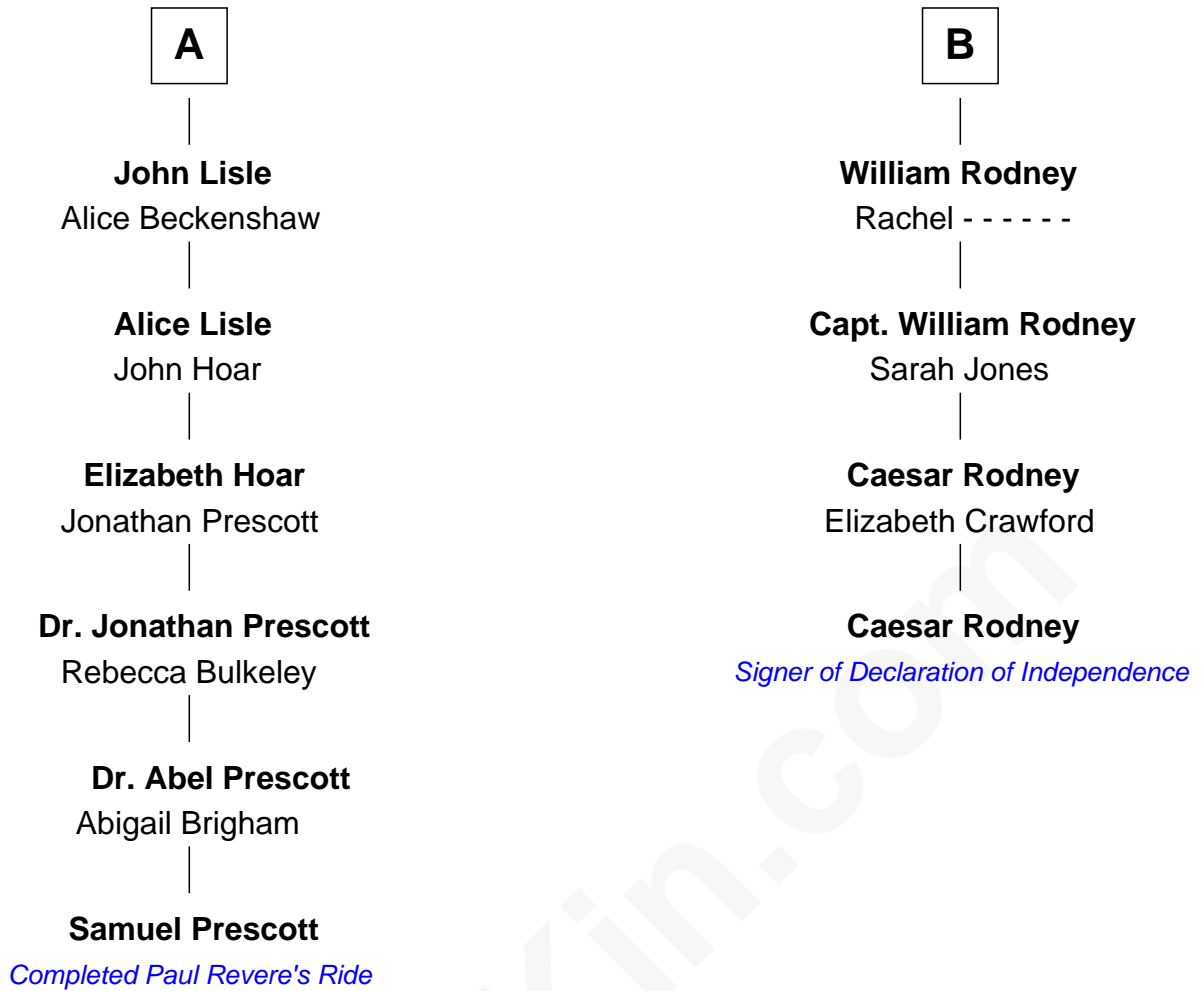 A
John Lisle
Alice Beckenshaw
Alice Lisle
John Hoar
Elizabeth Hoar
Jonathan Prescott
Dr. Jonathan Prescott
Rebecca Bulkeley
Dr. Abel Prescott
Abigail Brigham
Samuel Prescott
Completed Paul Revere's Ride
B
William Rodney
Rachel - - - - - -
Capt. William Rodney
Sarah Jones
Caesar Rodney
Elizabeth Crawford
Caesar Rodney
Signer of Declaration of Independence